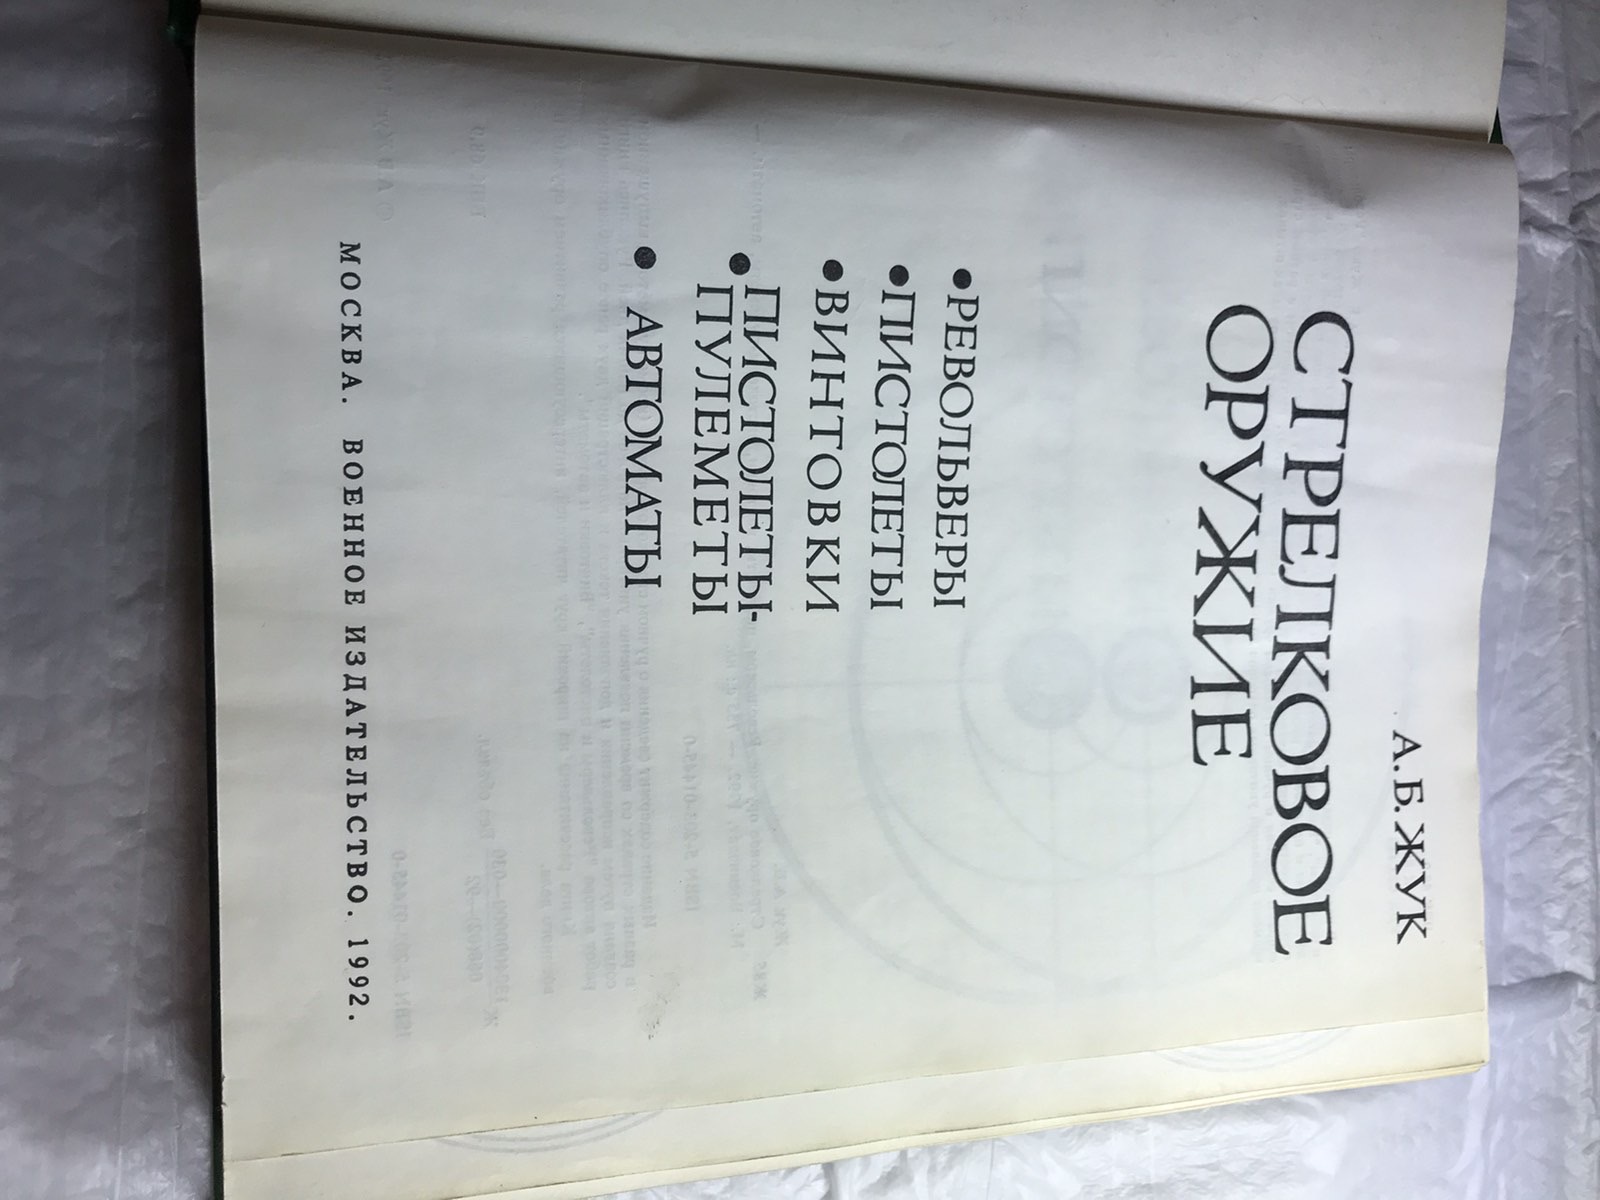 А. Б. ЖУК
СТРЕЛКОВОЕ
ОРУЖИЕ
• РЕВОЛЬВЕРЫ
• ПИСТОЛЕТЫ
• ВИНТОВКИ
• ПИСТОЛЕТЫ-
ПУЛЕМЕТЫ
• АВТОМАТЫ
МОСКВА. ВОЕННОЕ ИЗДАТЕЛЬСТВО. 1992.